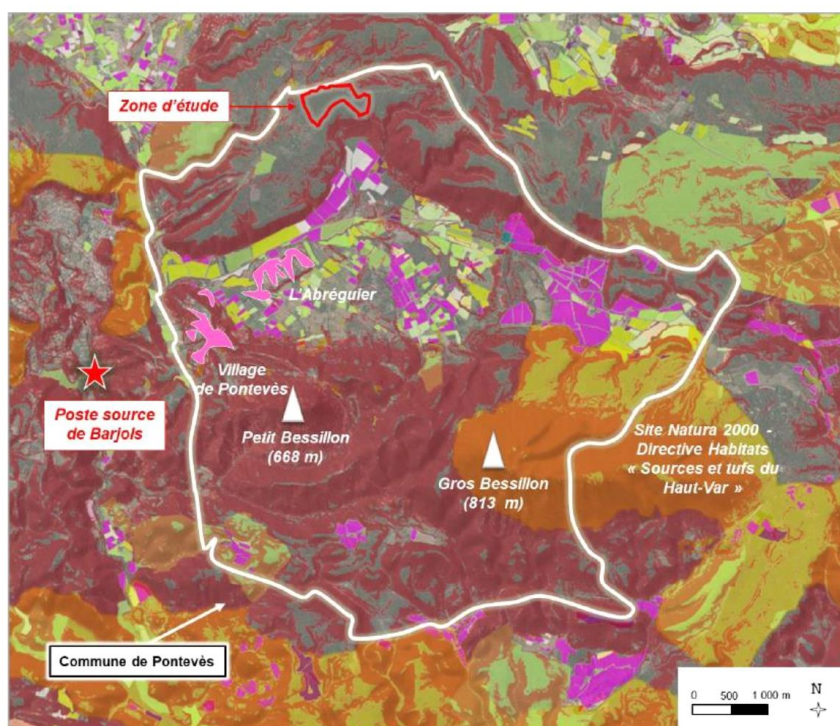 Zone d'étude
L'Abréguier
Village
de Pontevès
Poste source
de Barjols
Petit Bessillon
(668 m)
Gros Bessillon
(813 m)
Site Natura 2000 -
Directive Habitats
« Sources et tufs du
Haut-Var »
Commune de Pontevès
N
0 500 1 000 m